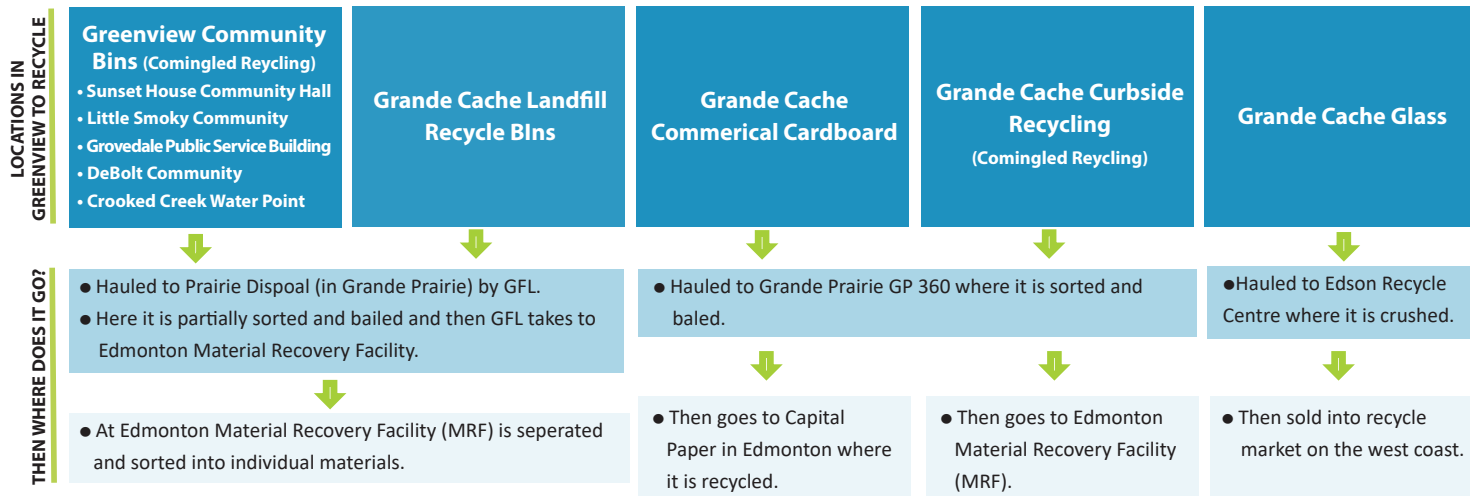 LOCATIONS IN
GREENVIEW TO RECYCLE
Greenview Community
Bins (Comingled Reycling)
• Sunset House Community Hall
• Little Smoky Community
• Grovedale Public Service Building
• DeBolt Community
• Crooked Creek Water Point
Grande Cache Landfill
Recycle BIns
Grande Cache
Commerical Cardboard
Grande Cache Curbside
Recycling
(Comingled Reycling)
Grande Cache Glass
THEN WHERE DOES IT GO?
● Hauled to Prairie Dispoal (in Grande Prairie) by GFL.
● Here it is partially sorted and bailed and then GFL takes to
Edmonton Material Recovery Facility.
● Hauled to Grande Prairie GP 360 where it is sorted and
baled.
●Hauled to Edson Recycle
Centre where it is crushed.
● At Edmonton Material Recovery Facility (MRF) is seperated
and sorted into individual materials.
● Then goes to Capital
Paper in Edmonton where
it is recycled.
● Then goes to Edmonton
Material Recovery Facility
(MRF).
● Then sold into recycle
market on the west coast.